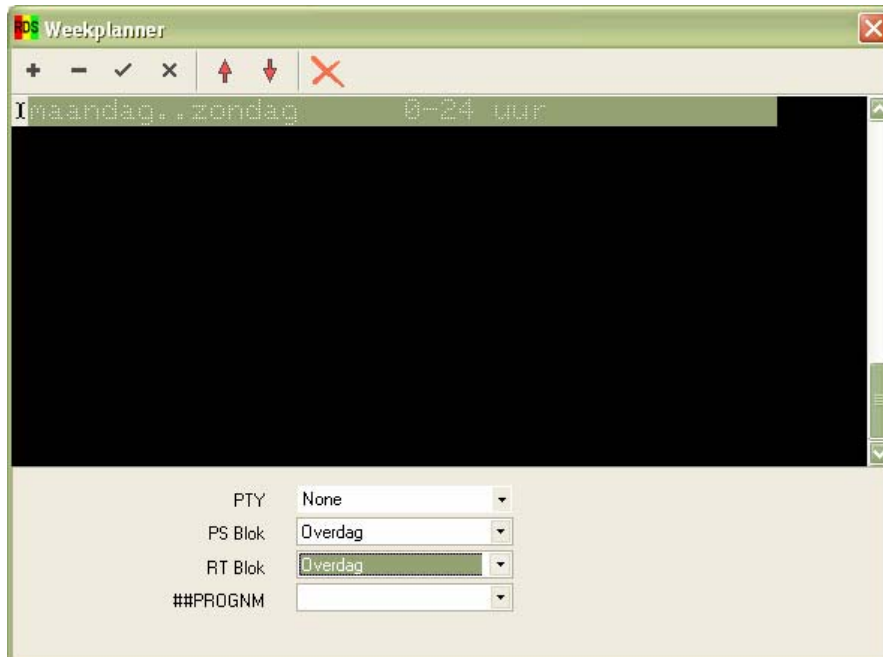 RDS Weekplanner
maandag..zondag 0-24 uur
PTY None
PS Blok Overdag
RT Blok Overdag
##PROGNM